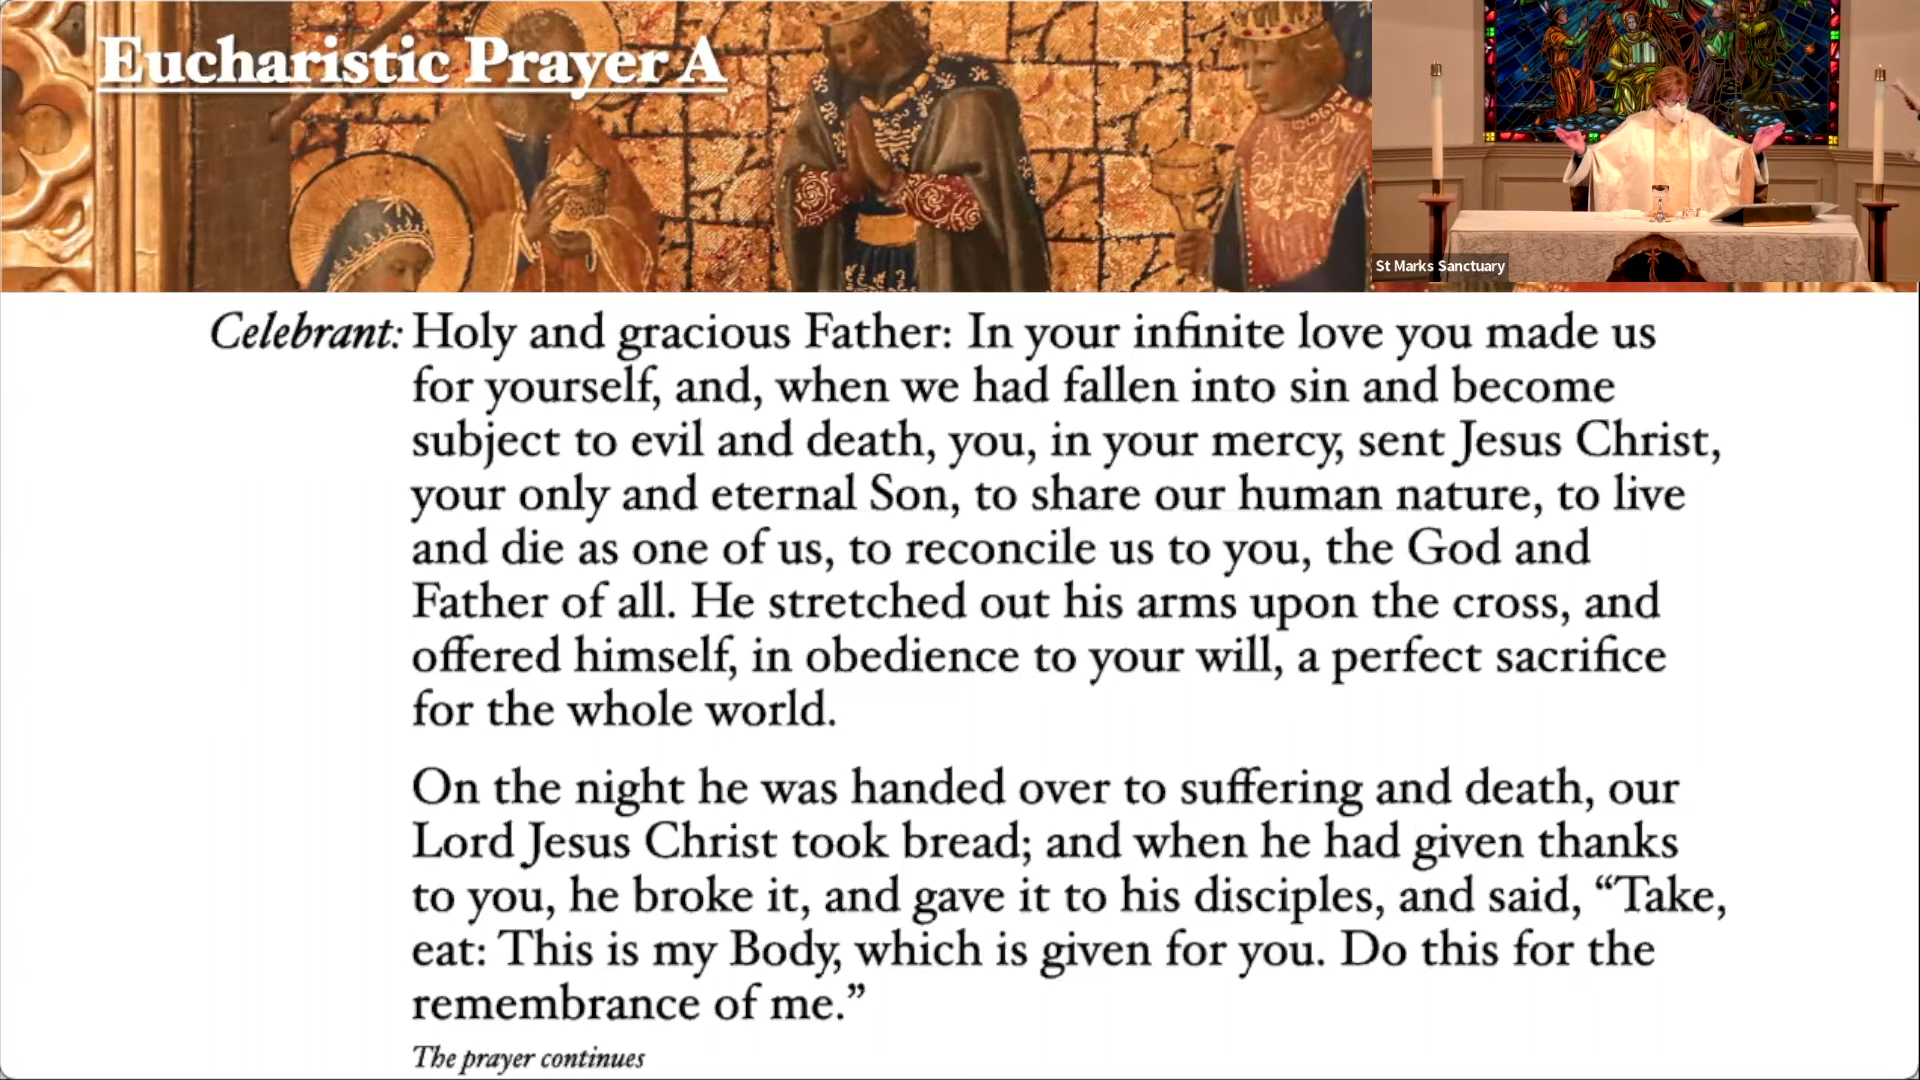 Eucharistic Prayer A
St Marks Sanctuary
Celebrant: Holy and gracious Father: In your infinite love you made us
for yourself, and, when we had fallen into sin and become
subject to evil and death, you, in your mercy, sent Jesus Christ,
your only and eternal Son, to share our human nature, to live
and die as one of us, to reconcile us to you, the God and
Father of all. He stretched out his arms upon the cross, and
offered himself, in obedience to your will, a perfect sacrifice
for the whole world.
On the night he was handed over to suffering and death, our
Lord Jesus Christ took bread; and when he had given thanks
to you, he broke it, and gave it to his disciples, and said, “Take,
eat: This is my Body, which is given for you. Do this for the
remembrance of me.”
The prayer continues